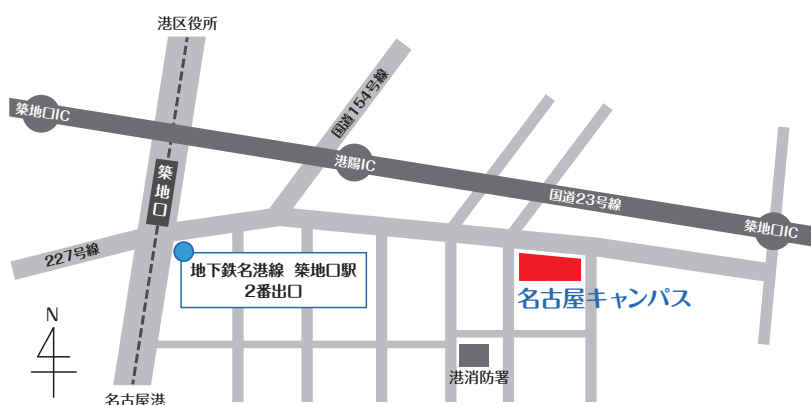 港区役所
国道154号線
築地口IC
港陽IC
築地口
国道23号線
築地口IC
227号線
地下鉄名港線 築地口駅
2番出口
名古屋キャンパス
N
港消防署
名古屋港